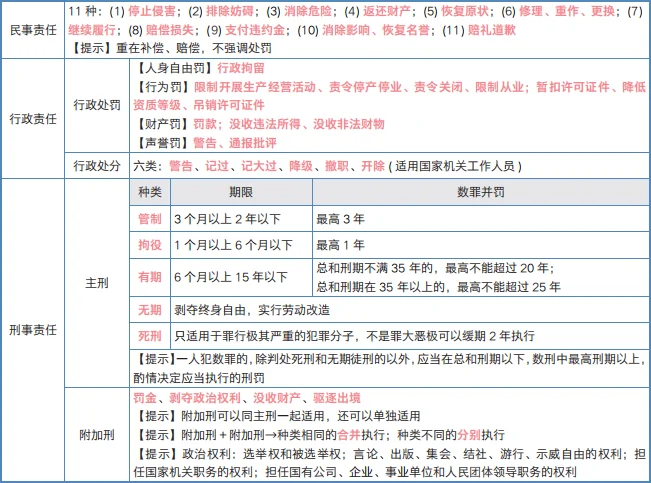 民事责任
11 种：(1) 停止侵害；(2) 排除妨碍；(3) 消除危险；(4) 返还财产；(5) 恢复原状；(6) 修理、重作、更换；(7)
继续履行；(8) 赔偿损失；(9) 支付违约金；(10) 消除影响、恢复名誉；(11) 赔礼道歉
【提示】重在补偿、赔偿，不强调处罚
行政责任
行政处罚
【人身自由罚】行政拘留
【行为罚】限制开展生产经营活动、责令停产停业、责令关闭、限制从业；暂扣许可证件、降低
资质等级、吊销许可证件
【财产罚】罚款；没收违法所得、没收非法财物
【声誉罚】警告、通报批评
行政处分
六类：警告、记过、记大过、降级、撤职、开除 ( 适用国家机关工作人员 )
刑事责任
主刑
种类 期限 数罪并罚
管制 3 个月以上 2 年以下 最高 3 年
拘役 1 个月以上 6 个月以下 最高 1 年
有期 6 个月以上 15 年以下 总和刑期不满 35 年的，最高不能超过 20 年；
总和刑期在 35 年以上的，最高不能超过 25 年
无期 剥夺终身自由，实行劳动改造
死刑 只适用于罪行极其严重的犯罪分子，不是罪大恶极可以缓期 2 年执行
【提示】一人犯数罪的，除判处死刑和无期徒刑的以外，应当在总和刑期以下，数刑中最高刑期以上，
酌情决定应当执行的刑罚
附加刑
罚金、剥夺政治权利、没收财产、驱逐出境
【提示】附加刑可以同主刑一起适用，还可以单独适用
【提示】附加刑＋附加刑→种类相同的合并执行；种类不同的分别执行
【提示】政治权利：选举权和被选举权；言论、出版、集会、结社、游行、示威自由的权利；担
任国家机关职务的权利；担任国有公司、企业、事业单位和人民团体领导职务的权利